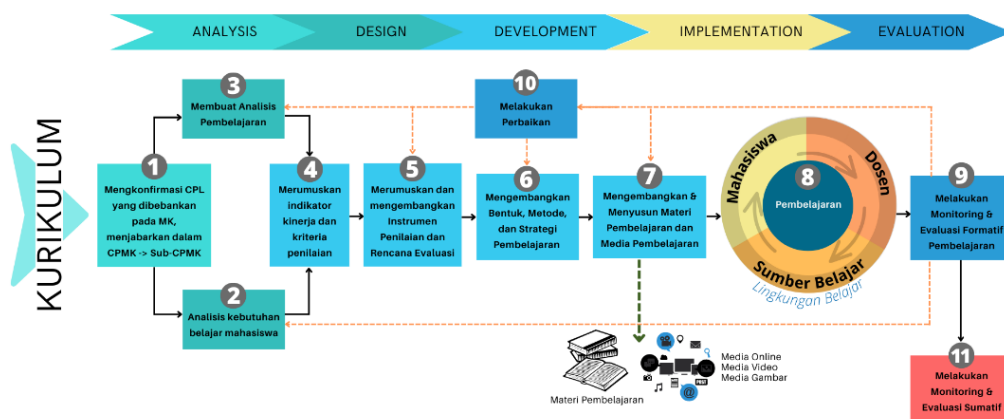 ANALYSIS
DESIGN
DEVELOPMENT
IMPLEMENTATION
EVALUATION
KURIKULUM
1
Mengkonfirmasi CPL
yang dibebankan
pada MK,
menjabarkan dalam
CPMK -> Sub-CPMK
3
Membuat Analisis
Pembelajaran
2
Analisis kebutuhan
belajar mahasiswa
4
Merumuskan
indikator
kinerja dan
kriteria
penilaian
5
Merumuskan dan
mengembangkan
Instrumen
Penilaian dan
Rencana Evaluasi
10
Melakukan
Perbaikan
6
Mengembangkan
Bentuk, Metode,
dan Strategi
Pembelajaran
7
Mengembangkan &
Menyusun Materi
Pembelajaran dan
Media Pembelajaran
Materi Pembelajaran
Media Online
Media Video
Media Gambar
POST
Mahasiswa
Dosen
8
Pembelajaran
Sumber Belajar
Lingkungan Belajar
9
Melakukan
Monitoring &
Evaluasi Formatif
Pembelajaran
11
Melakukan
Monitoring &
Evaluasi Sumatif